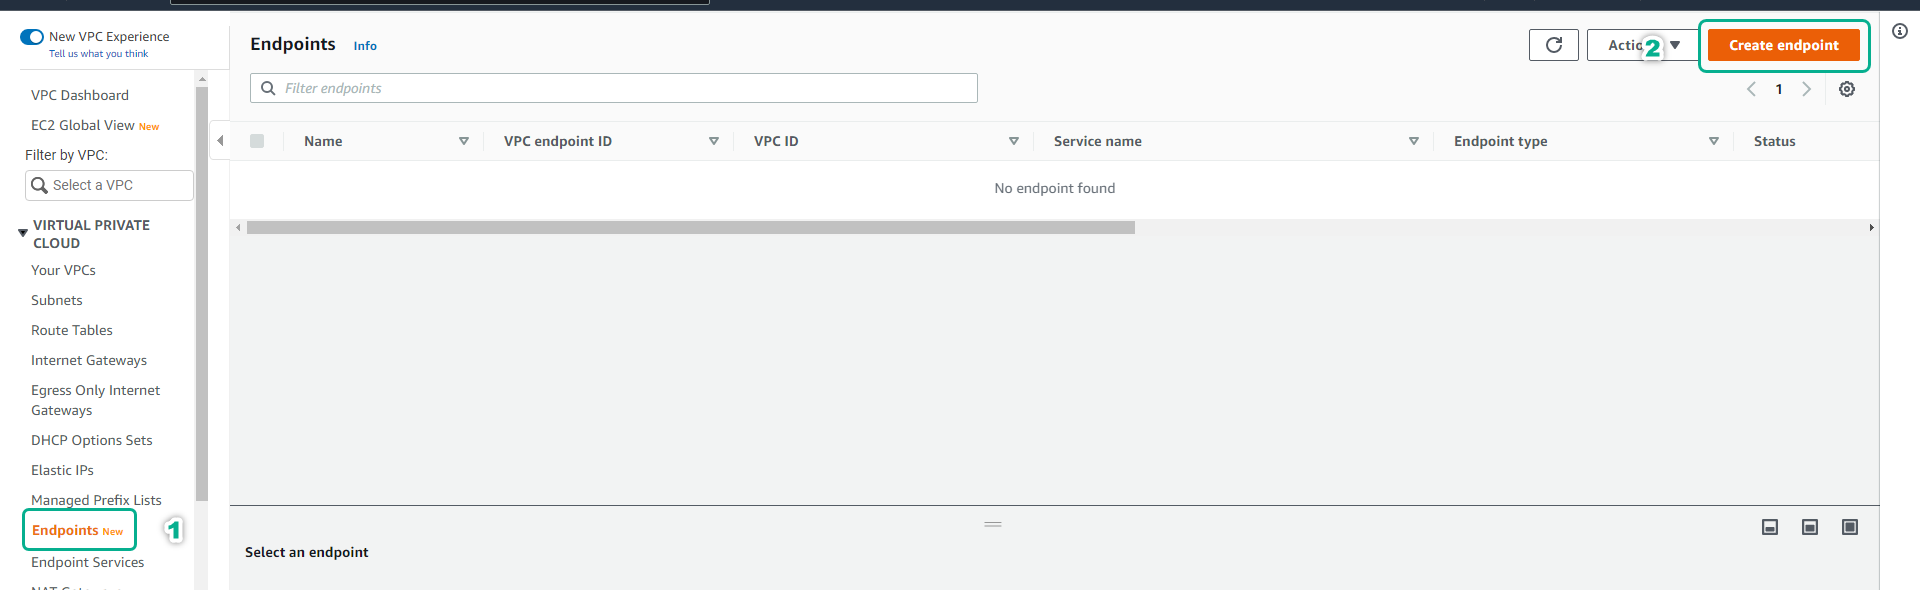 New VPC Experience
Tell us what you think
VPC Dashboard
EC2 Global View New
Filter by VPC:
Select a VPC
VIRTUAL PRIVATE
CLOUD
Your VPCs
Subnets
Route Tables
Internet Gateways
Egress Only Internet
Gateways
DHCP Options Sets
Elastic IPs
Managed Prefix Lists
Endpoints New
1
Endpoint Services
Endpoints Info
2
Create endpoint
Filter endpoints
1
Name VPC endpoint ID VPC ID Service name Endpoint type Status
No endpoint found
Select an endpoint